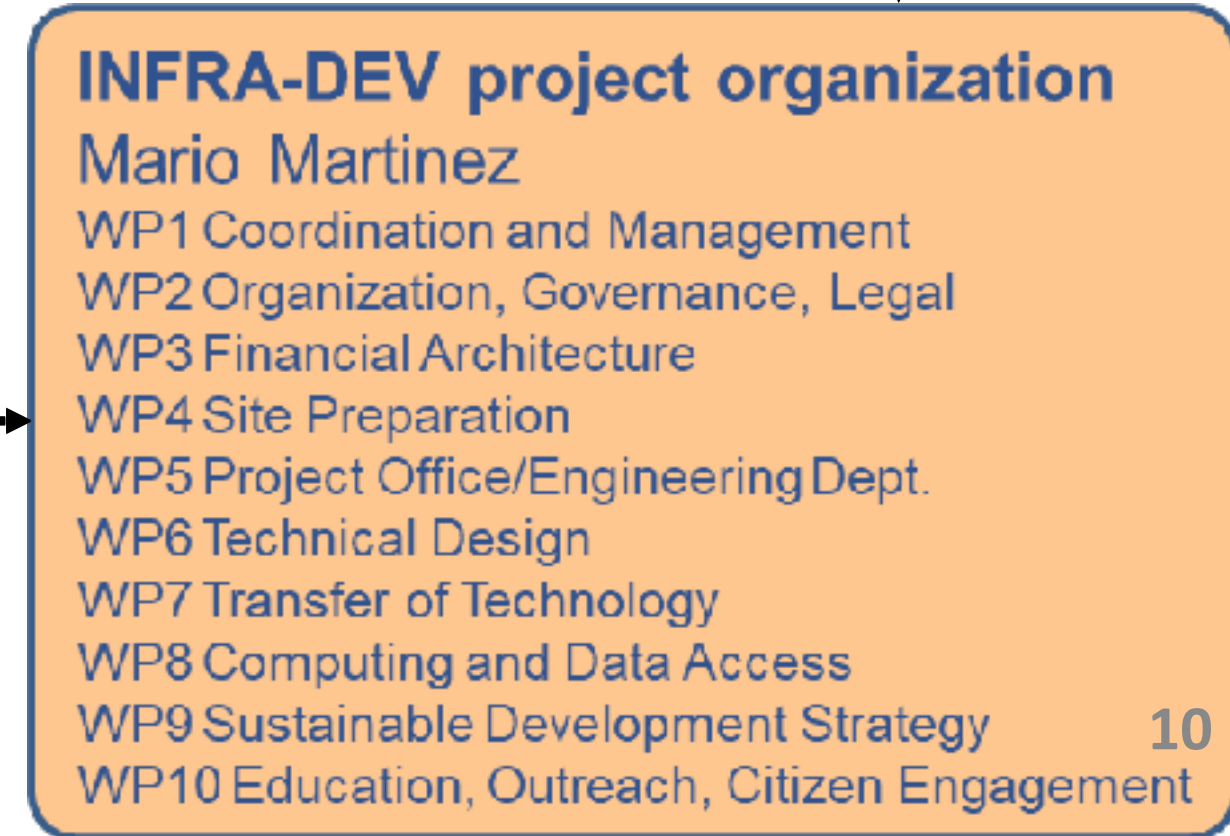 INFRA-DEV project organization
Mario Martinez
WP1 Coordination and Management
WP2 Organization, Governance, Legal
WP3 Financial Architecture
WP4 Site Preparation
WP5 Project Office/Engineering Dept.
WP6 Technical Design
WP7 Transfer of Technology
WP8 Computing and Data Access
WP9 Sustainable Development Strategy
10
WP10 Education, Outreach, Citizen Engagement